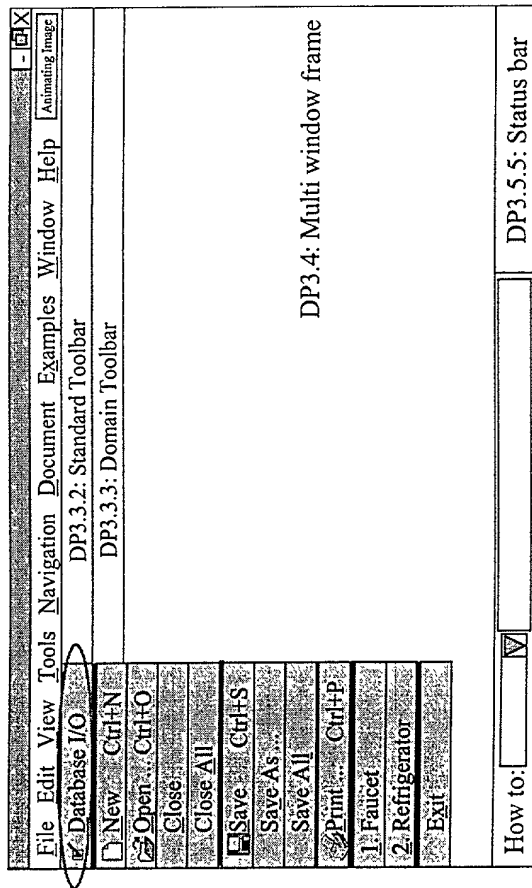 - X
File Edit View Tools Navigation Document Examples Window Help Animating Image
Database I/O DP3.3.2: Standard Toolbar
New Ctrl+N DP3.3.3: Domain Toolbar
Open... Ctrl+O
Close
Close All
Save Ctrl+S
Save As...
Save All
Print... Ctrl+P
1. Faucet
2. Refrigerator
Exit
DP3.4: Multi window frame
How to: DP3.5.5: Status bar